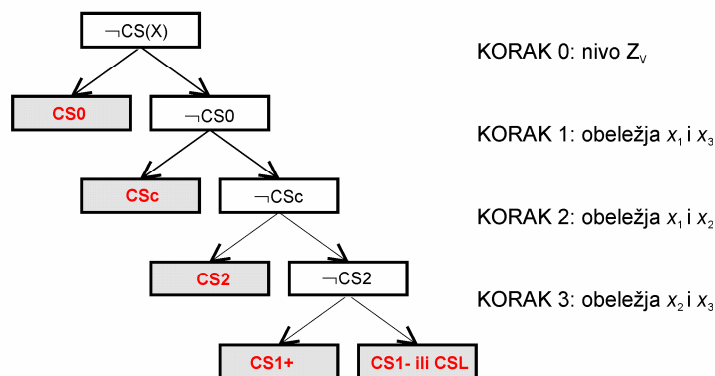 ¬CS(X)
KORAK 0: nivo Zv
CS0
¬CS0
KORAK 1: obeležja x1 i x3
CSc
¬CSc
KORAK 2: obeležja x1 i x2
CS2
¬CS2
KORAK 3: obeležja x2 i x3
CS1+
CS1- ili CSL